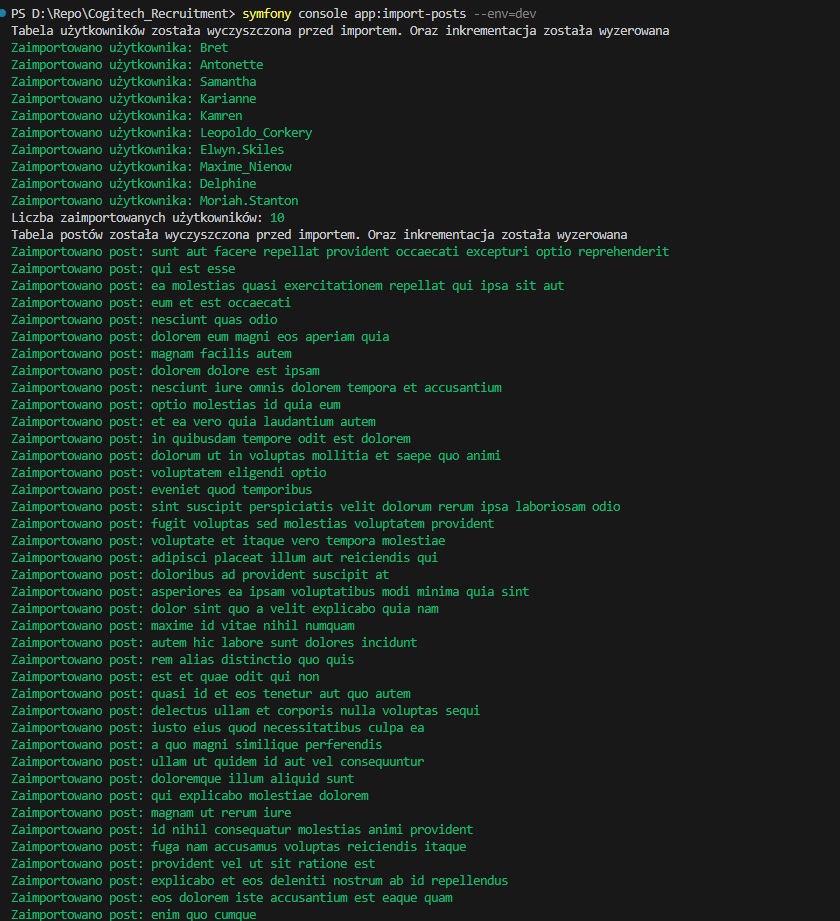 PS D:\Repo\Cogitech_Recruitment> symfony console app:import-posts --env=dev
Tabela użytkowników została wyczyszczona przed importem. Oraz inkrementacja została wyzerowana
Zaimportowano użytkownika: Bret
Zaimportowano użytkownika: Antonette
Zaimportowano użytkownika: Samantha
Zaimportowano użytkownika: Karianne
Zaimportowano użytkownika: Kamren
Zaimportowano użytkownika: Leopoldo_Corkery
Zaimportowano użytkownika: Elwyn.Skiles
Zaimportowano użytkownika: Maxime_Nienow
Zaimportowano użytkownika: Delphine
Zaimportowano użytkownika: Moriah.Stanton
Liczba zaimportowanych użytkowników: 10
Tabela postów została wyczyszczona przed importem. Oraz inkrementacja została wyzerowana
Zaimportowano post: sunt aut facere repellat provident occaecati excepturi optio reprehenderit
Zaimportowano post: qui est esse
Zaimportowano post: ea molestias quasi exercitationem repellat qui ipsa sit aut
Zaimportowano post: eum et est occaecati
Zaimportowano post: nesciunt quas odio
Zaimportowano post: dolorem eum magni eos aperiam quia
Zaimportowano post: magnam facilis autem
Zaimportowano post: dolorem dolore est ipsam
Zaimportowano post: nesciunt iure omnis dolorem tempora et accusantium
Zaimportowano post: optio molestias id quia eum
Zaimportowano post: et ea vero quia laudantium autem
Zaimportowano post: in quibusdam tempore odit est dolorem
Zaimportowano post: dolorum ut in voluptas mollitia et saepe quo animi
Zaimportowano post: voluptatem eligendi optio
Zaimportowano post: eveniet quod temporibus
Zaimportowano post: sint suscipit perspiciatis velit dolorum rerum ipsa laboriosam odio
Zaimportowano post: fugit voluptas sed molestias voluptatem provident
Zaimportowano post: voluptate et itaque vero tempora molestiae
Zaimportowano post: adipisci placeat illum aut reiciendis qui
Zaimportowano post: doloribus ad provident suscipit at
Zaimportowano post: asperiores ea ipsam voluptatibus modi minima quia sint
Zaimportowano post: dolor sint quo a velit explicabo quia nam
Zaimportowano post: maxime id vitae nihil numquam
Zaimportowano post: autem hic labore sunt dolores incidunt
Zaimportowano post: rem alias distinctio quo quis
Zaimportowano post: est et quae odit qui non
Zaimportowano post: quasi id et eos tenetur aut quo autem
Zaimportowano post: delectus ullam et corporis nulla voluptas sequi
Zaimportowano post: iusto eius quod necessitatibus culpa ea
Zaimportowano post: a quo magni similique perferendis
Zaimportowano post: ullam ut quidem id aut vel consequuntur
Zaimportowano post: doloremque illum aliquid sunt
Zaimportowano post: qui explicabo molestiae dolorem
Zaimportowano post: magnam ut rerum iure
Zaimportowano post: id nihil consequatur molestias animi provident
Zaimportowano post: fuga nam accusamus voluptas reiciendis itaque
Zaimportowano post: provident vel ut sit ratione est
Zaimportowano post: explicabo et eos deleniti nostrum ab id repellendus
Zaimportowano post: eos dolorem iste accusantium est eaque quam
Zaimportowano post: enim quo cumque